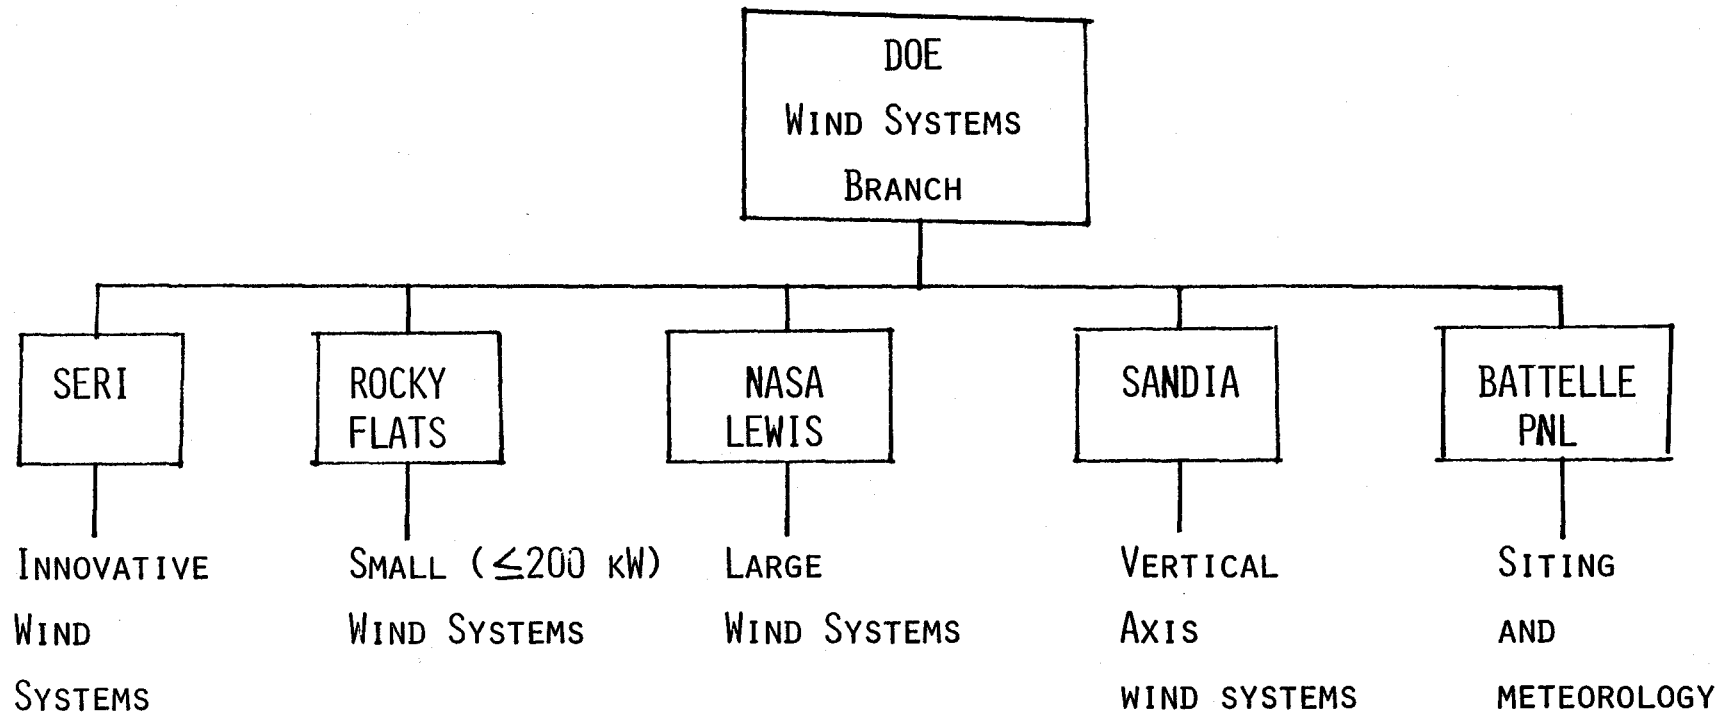 DOE
WIND SYSTEMS
BRANCH
SERI
ROCKY
FLATS
NASA
LEWIS
SANDIA
BATTELLE
PNL
INNOVATIVE
WIND
SYSTEMS
SMALL (≤200 KW)
WIND SYSTEMS
LARGE
WIND SYSTEMS
VERTICAL
AXIS
WIND SYSTEMS
SITING
AND
METEOROLOGY